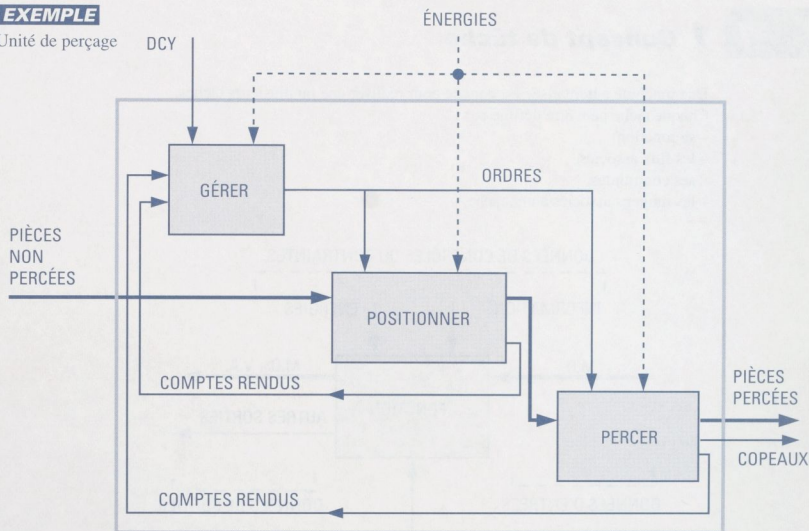 EXEMPLE
Unité de perçage
DCY
ÉNERGIES
GÉRER
ORDRES
PIÈCES
NON
PERCÉES
POSITIONNER
COMPTES RENDUS
PIÈCES
PERCÉES
PERCER
COPEAUX
COMPTES RENDUS